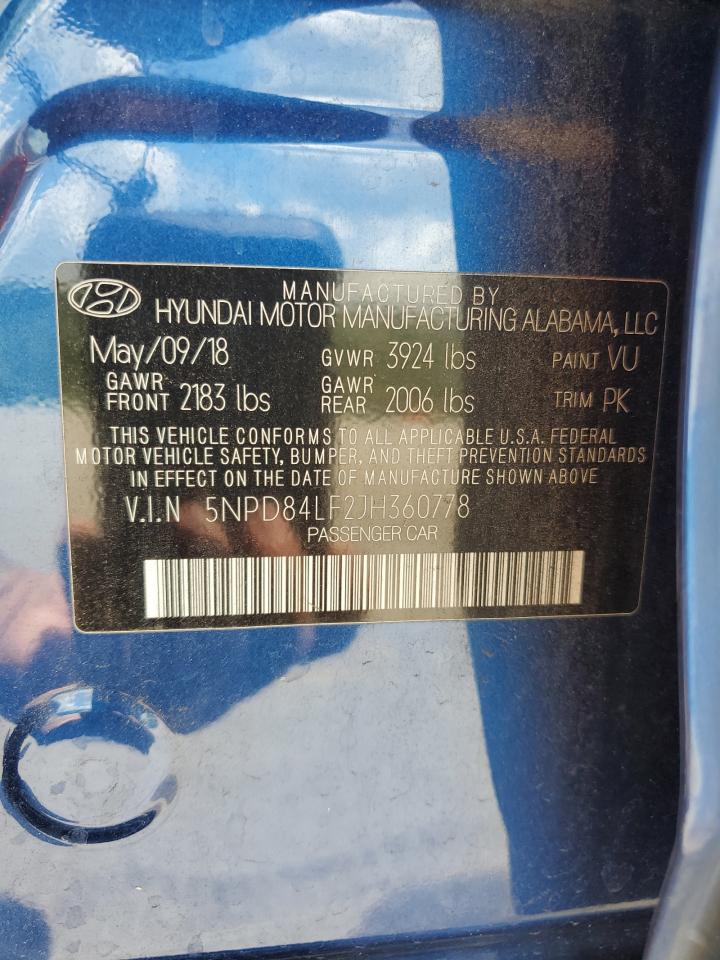 MANUFACTURED BY
HYUNDAI MOTOR MANUFACTURING ALABAMA, LLC
May/09/18 GVWR 3924 lbs PAINT VU
GAWR FRONT 2183 lbs GAWR REAR 2006 lbs TRIM PK
THIS VEHICLE CONFORMS TO ALL APPLICABLE U.S.A. FEDERAL
MOTOR VEHICLE SAFETY, BUMPER, AND THEFT PREVENTION STANDARDS
IN EFFECT ON THE DATE OF MANUFACTURE SHOWN ABOVE
V.I.N 5NPD84LF2JH360778
PASSENGER CAR